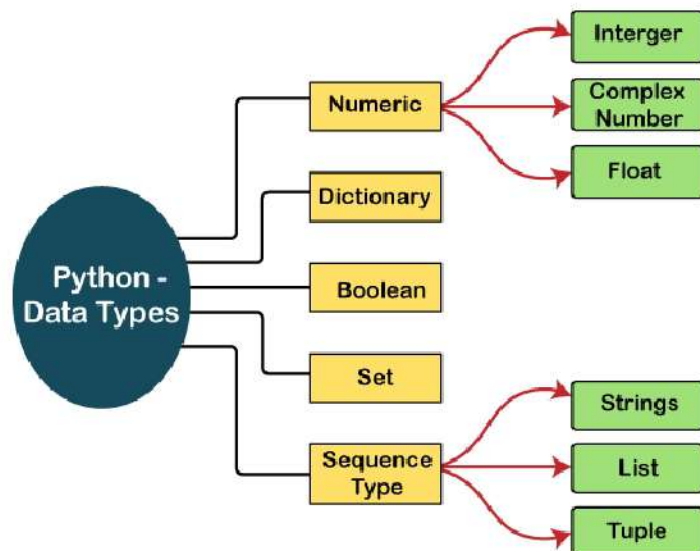 Python -
Data Types
Numeric
Dictionary
Boolean
Set
Sequence
Type
Interger
Complex
Number
Float
Strings
List
Tuple